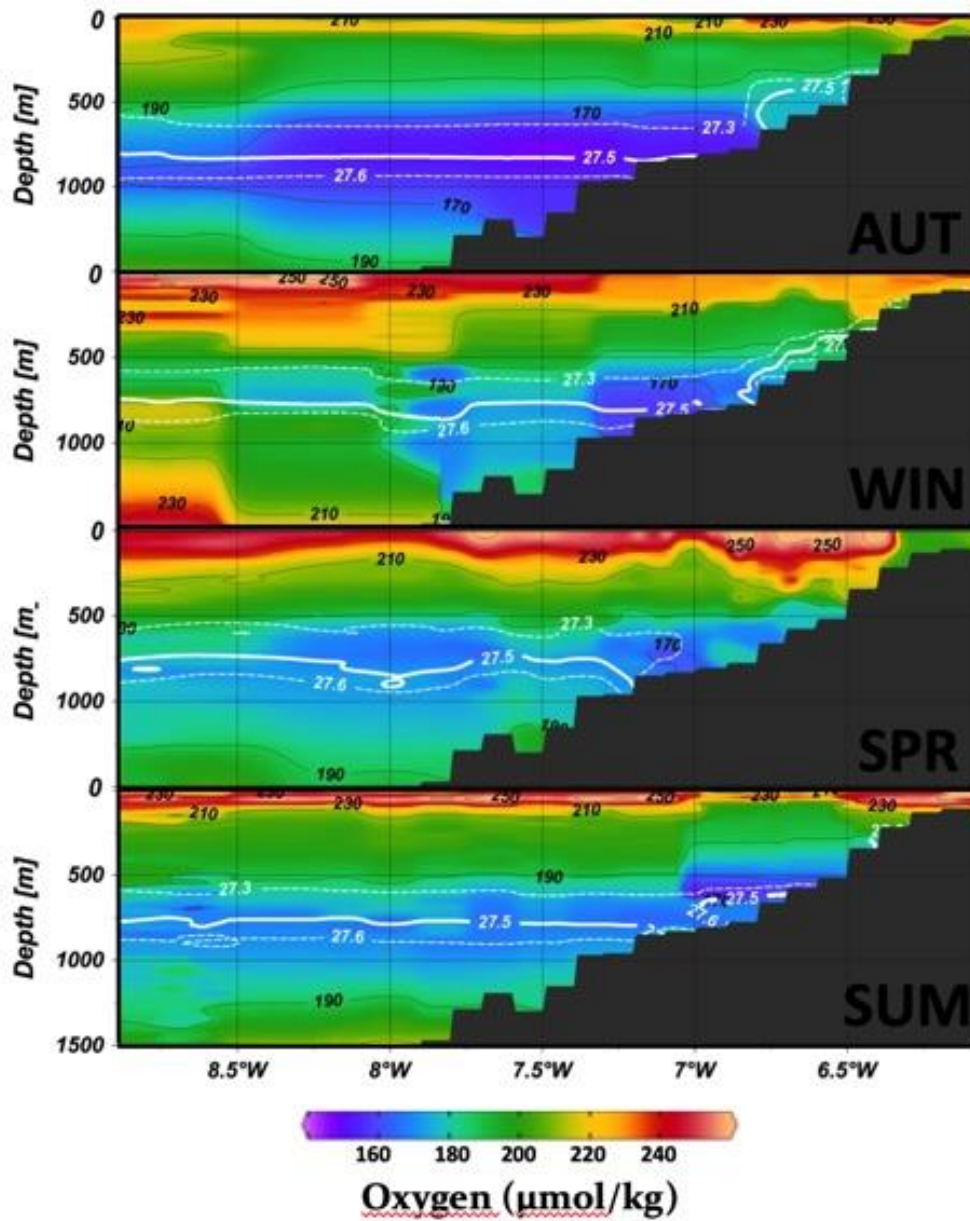 0 210 230
210
Depth [m]
500 190 170 27.5
27.3
27.5
1000 27.6
170
190 AUT
0 250 250
230 230 230
230 210
Depth [m]
500 27.3
190 170
27.5
1000 27.6
230 210 WIN
0
210 230 250 250
Depth [m_
500 27.3
170
27.5
27.6
1000
190 SPR
0 230 230 250 250 230
210 210 230
Depth [m]
500 190
27.3 27.5
27.5 27.6
27.6
1000
190 SUM
1500
8.5°W 8°W 7.5°W 7°W 6.5°W
160 180 200 220 240
Oxygen (µmol/kg)